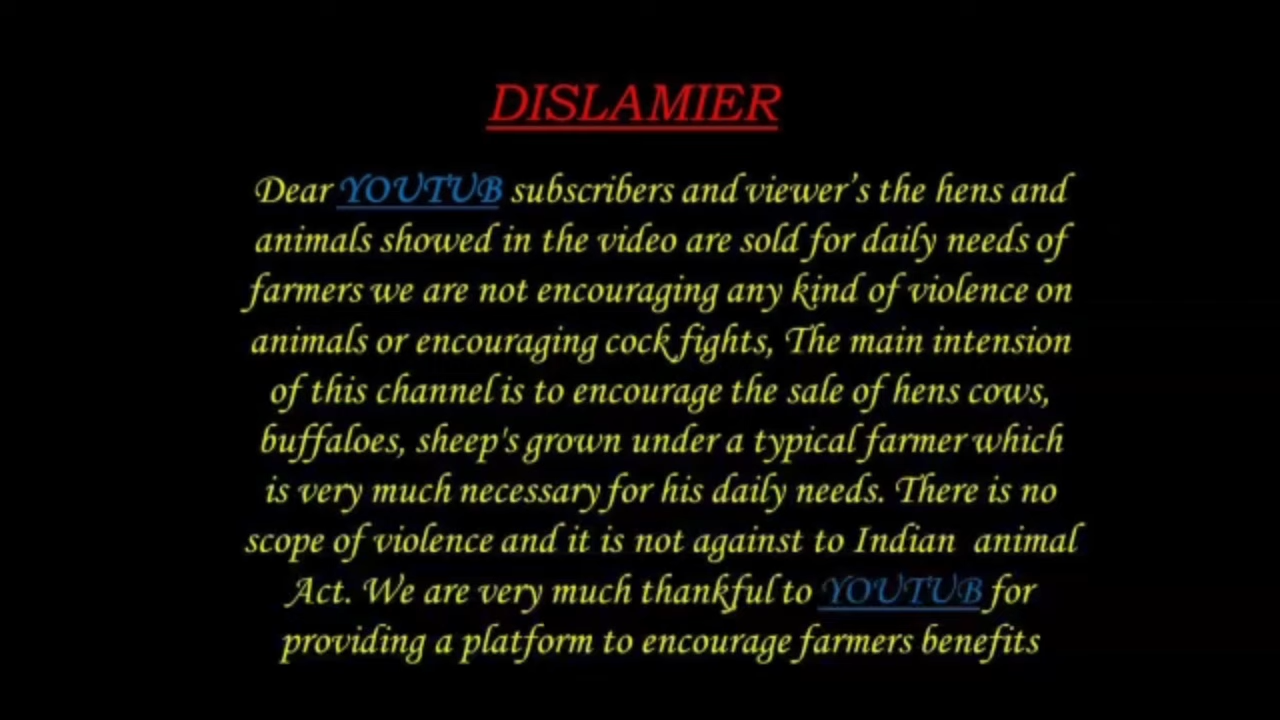 DISLAMIER
Dear YOUTUB subscribers and viewer’s the hens and
animals showed in the video are sold for daily needs of
farmers we are not encouraging any kind of violence on
animals or encouraging cock fights, The main intension
of this channel is to encourage the sale of hens cows,
buffaloes, sheep's grown under a typical farmer which
is very much necessary for his daily needs. There is no
scope of violence and it is not against to Indian animal
Act. We are very much thankful to YOUTUB for
providing a platform to encourage farmers benefits